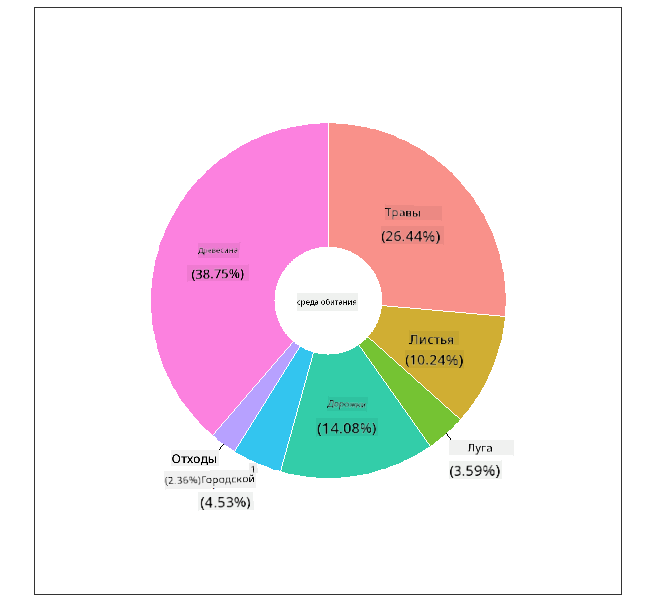 Травы
(26.44%)
Древесина
(38.75%)
среда обитания
Листья
(10.24%)
Дорожки
(14.08%)
Луга
(3.59%)
Отходы
1
(2.36%)Городской
(4.53%)